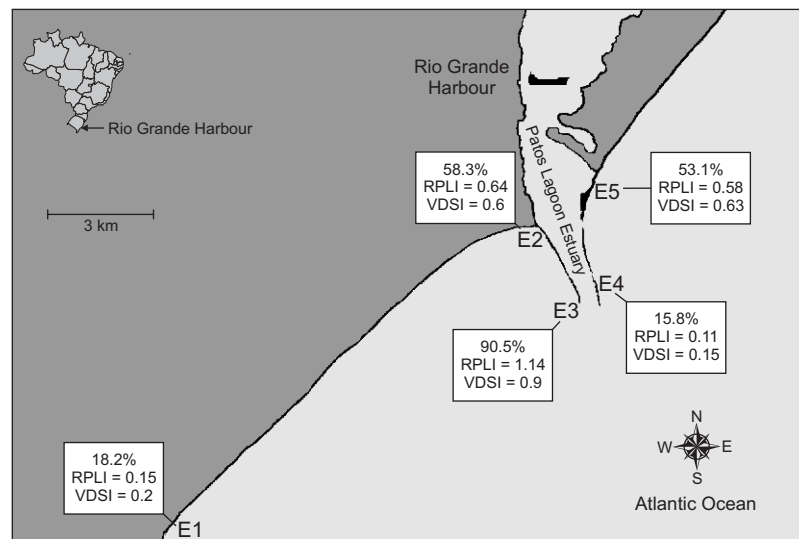 Rio Grande Harbour
3 km
Rio Grande
Harbour
Patos Lagoon Estuary
58.3%
RPLI = 0.64
VDSI = 0.6
53.1%
RPLI = 0.58
VDSI = 0.63
E5
E2
E4
E3
15.8%
RPLI = 0.11
VDSI = 0.15
90.5%
RPLI = 1.14
VDSI = 0.9
18.2%
RPLI = 0.15
VDSI = 0.2
E1
N
W
E
S
Atlantic Ocean